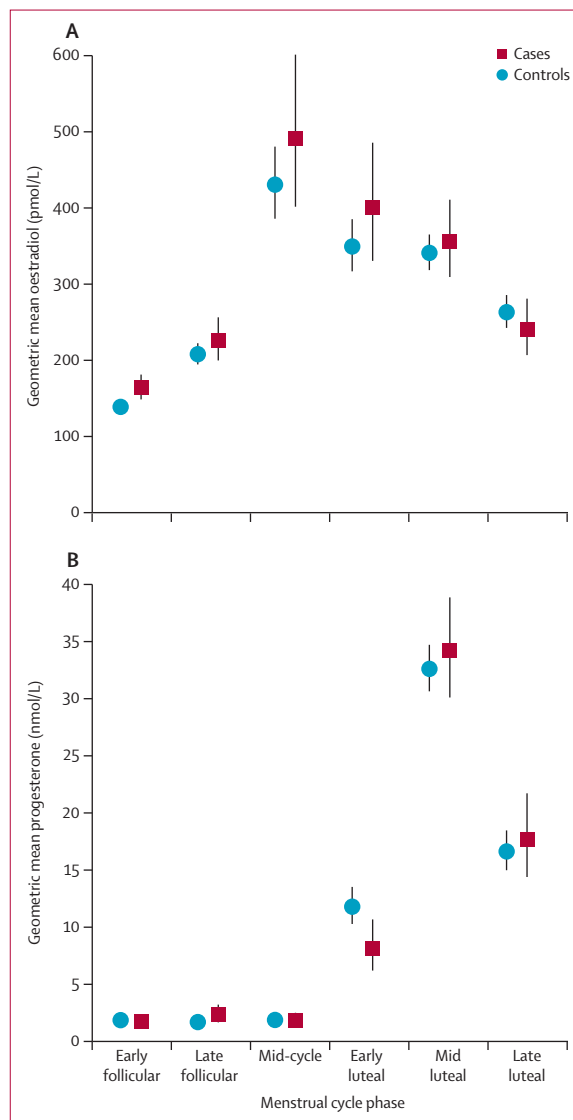 A
Cases
Controls
600
500
400
300
200
100
0
Geometric mean oestradiol (pmol/L)
B
40
35
30
25
20
15
10
5
0
Geometric mean progesterone (nmol/L)
Early follicular
Late follicular
Mid-cycle
Early luteal
Mid luteal
Late luteal
Menstrual cycle phase